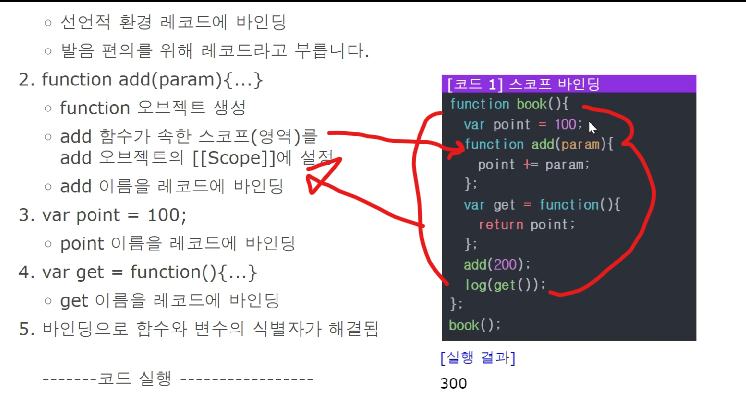 ◦ 선언적 환경 레코드에 바인딩
◦ 발음 편의를 위해 레코드라고 부릅니다.
2. function add(param){...}
◦ function 오브젝트 생성
◦ add 함수가 속한 스코프(영역)를
add 오브젝트의 [[Scope]]에 설정
◦ add 이름을 레코드에 바인딩
3. var point = 100;
◦ point 이름을 레코드에 바인딩
4. var get = function(){...}
◦ get 이름을 레코드에 바인딩
5. 바인딩으로 함수와 변수의 식별자가 해결됨
-------코드 실행 ----------------
[코드 1] 스코프 바인딩
function book(){
var point = 100;
function add(param){
point += param;
};
var get = function(){
return point;
};
add(200);
log(get());
};
book();
[실행 결과]
300